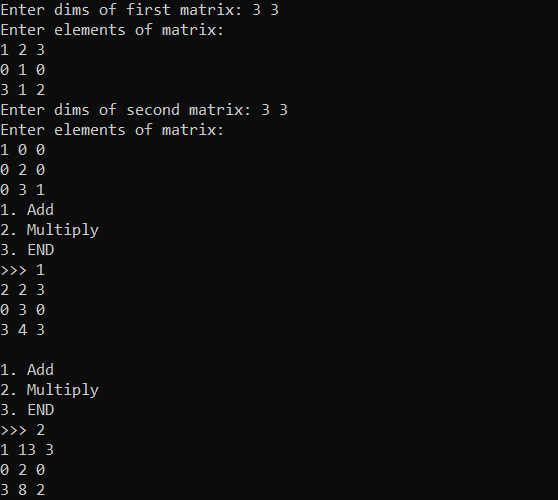 Enter dims of first matrix: 3 3
Enter elements of matrix:
1 2 3
0 1 0
3 1 2
Enter dims of second matrix: 3 3
Enter elements of matrix:
1 0 0
0 2 0
0 3 1
1. Add
2. Multiply
3. END
>>> 1
2 2 3
0 3 0
3 4 3

1. Add
2. Multiply
3. END
>>> 2
1 13 3
0 2 0
3 8 2